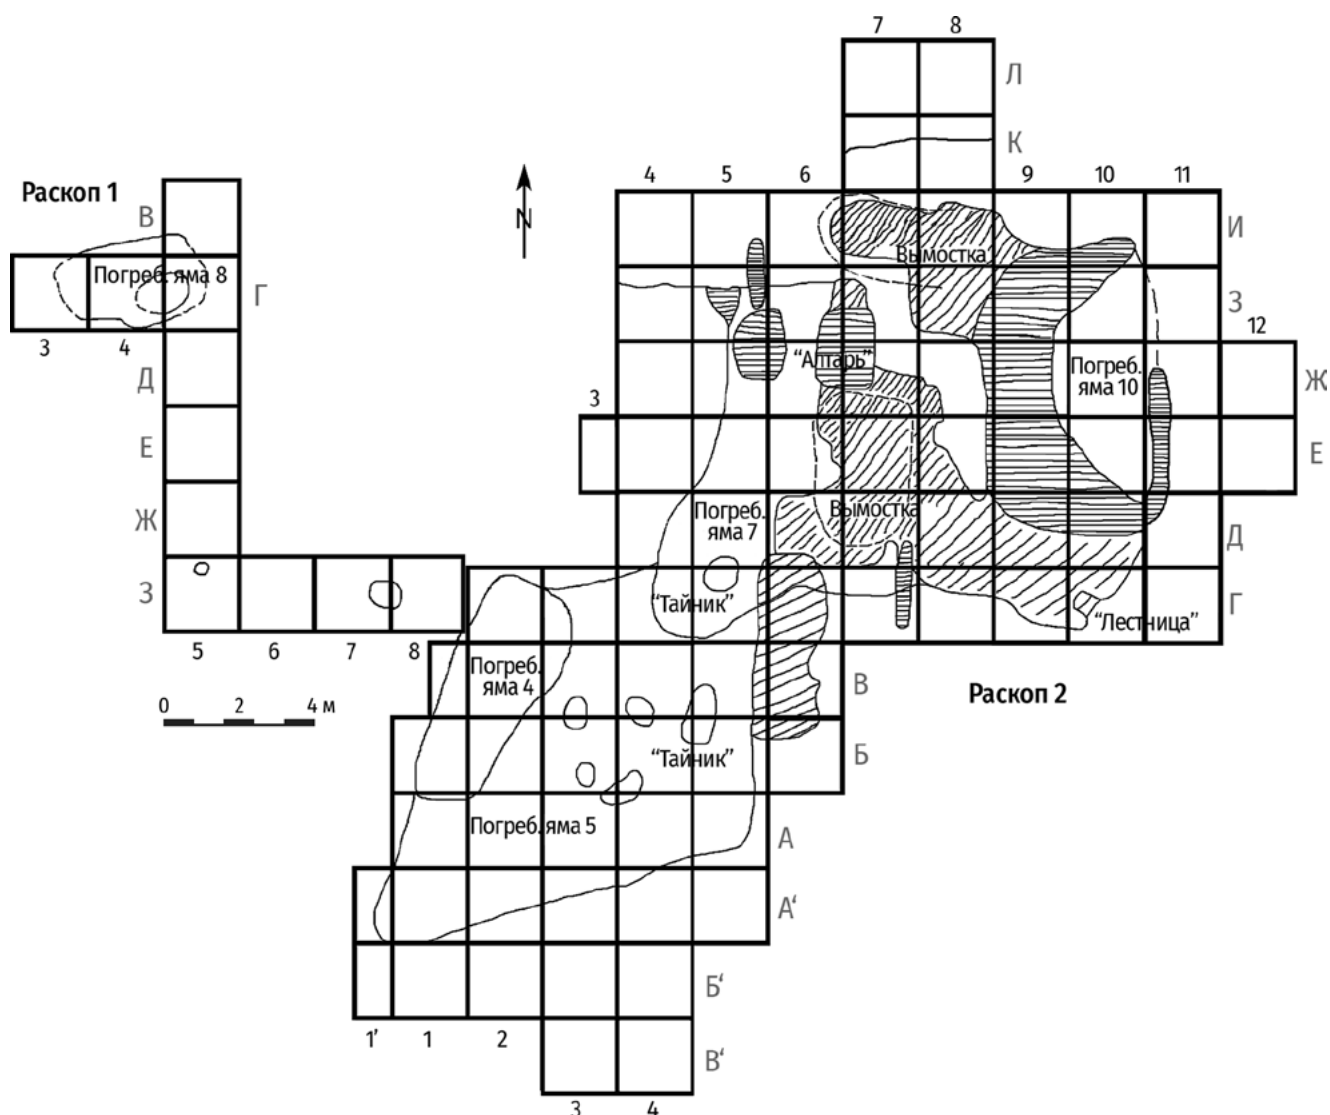 7 8
Л
К
4 5 6 9 10 11
N
Раскоп 1
В
И
Вымостка
Погреб. яма 8
Г
З
12
3 4
"Алтарь"
Погреб.
яма 10
Ж
Д
3
Е
Е
Погреб.
яма 7
Вымостка
Ж
Д
З
"Тайник"
"Лестница"
Г
5 6 7 8
Погреб.
яма 4
В
Раскоп 2
0 2 4 м
"Тайник"
Б
Погреб. яма 5
А
А'
Б'
1' 1 2
В'
3 4